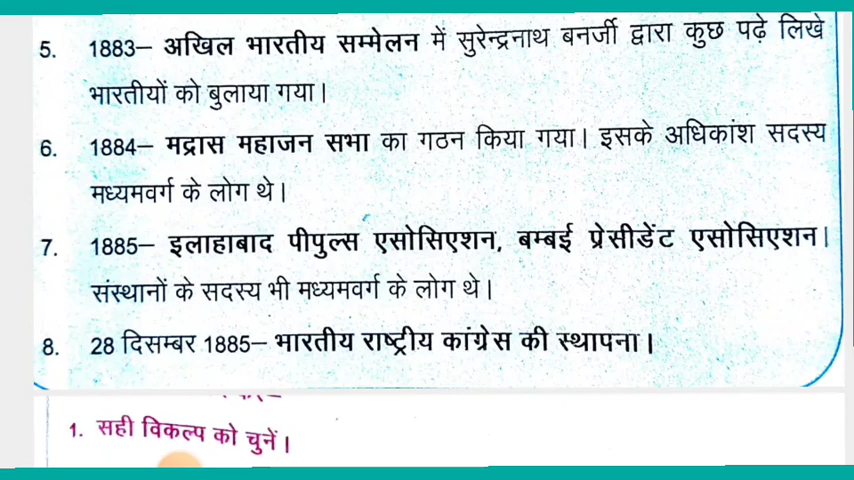 5. 1883– अखिल भारतीय सम्मेलन में सुरेन्द्रनाथ बनर्जी द्वारा कुछ पढ़े लिखे
भारतीयों को बुलाया गया।
6. 1884– मद्रास महाजन सभा का गठन किया गया। इसके अधिकांश सदस्य
मध्यमवर्ग के लोग थे।
7. 1885– इलाहाबाद पीपुल्स एसोसिएशन, बम्बई प्रेसीडेंट एसोसिएशन।
संस्थानों के सदस्य भी मध्यमवर्ग के लोग थे।
8. 28 दिसम्बर 1885– भारतीय राष्ट्रीय कांग्रेस की स्थापना।
1. सही विकल्प को चुनें।